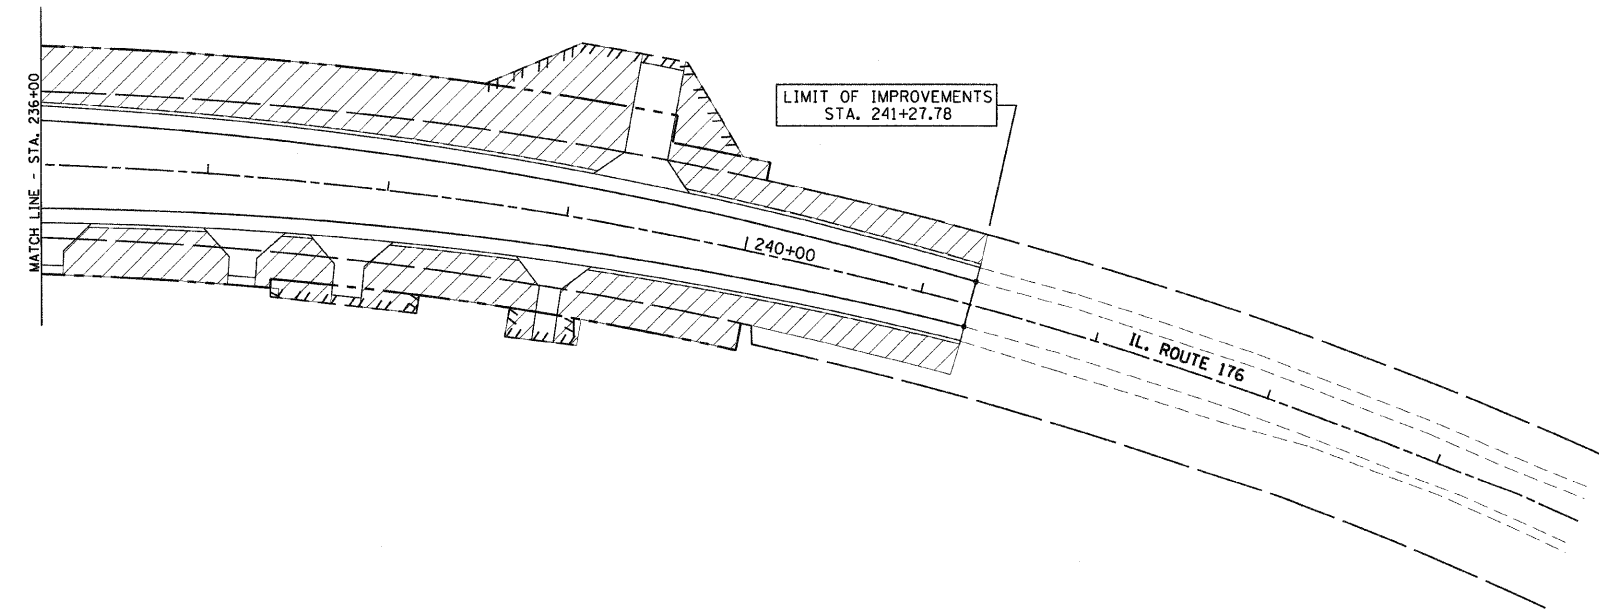 MATCH LINE - STA. 236+00
LIMIT OF IMPROVEMENTS
STA. 241+27.78
240+00
IL. ROUTE 176